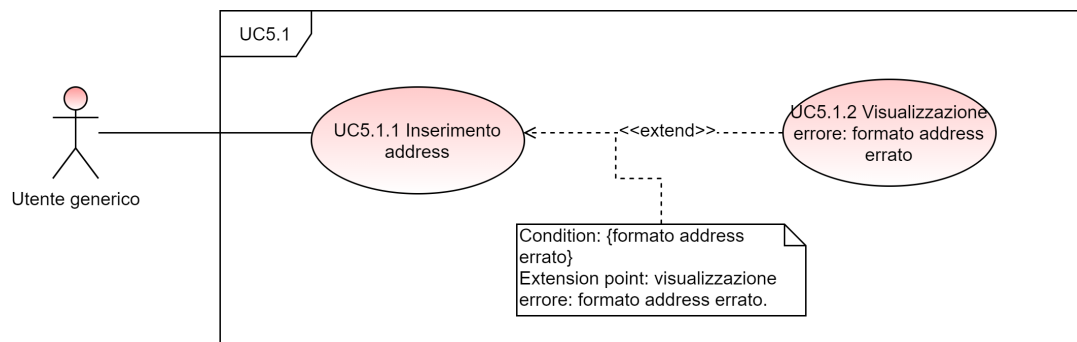 UC5.1
Utente generico
UC5.1.1 Inserimento
address
<<extend>>
UC5.1.2 Visualizzazione
errore: formato address
errato
Condition: {formato address
errato}
Extension point: visualizzazione
errore: formato address errato.